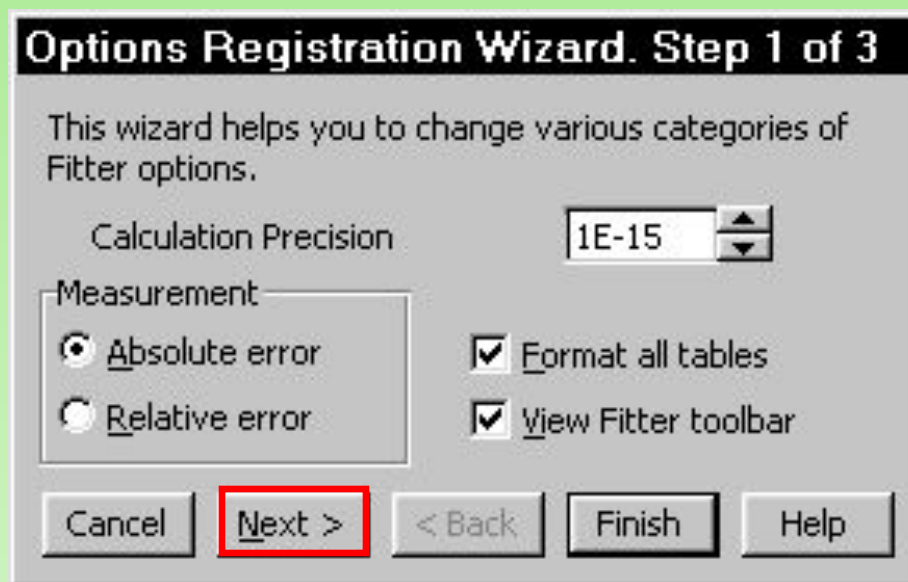 Options Registration Wizard. Step 1 of 3
This wizard helps you to change various categories of
Fitter options.
Calculation Precision
1E-15
Measurement
Absolute error
Relative error
Format all tables
View Fitter toolbar
Cancel
Next >
< Back
Finish
Help